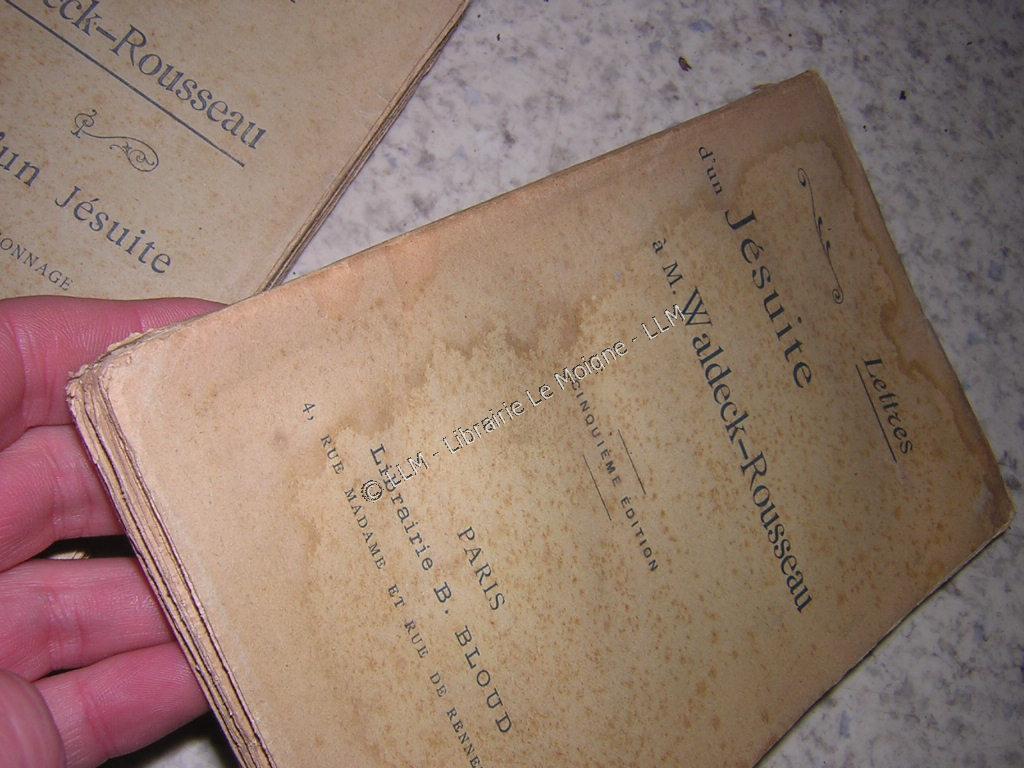 eck-Rousseau
'un Jésuite
ONNAGE
Lettres
d'un Jésuite
à M. Waldeck-Rousseau
CINQUIÈME ÉDITION
PARIS
Librairie B. BLOUD
4, RUE MADAME ET RUE DE RENNE
© LLM - Librairie Le Moigne - LLM